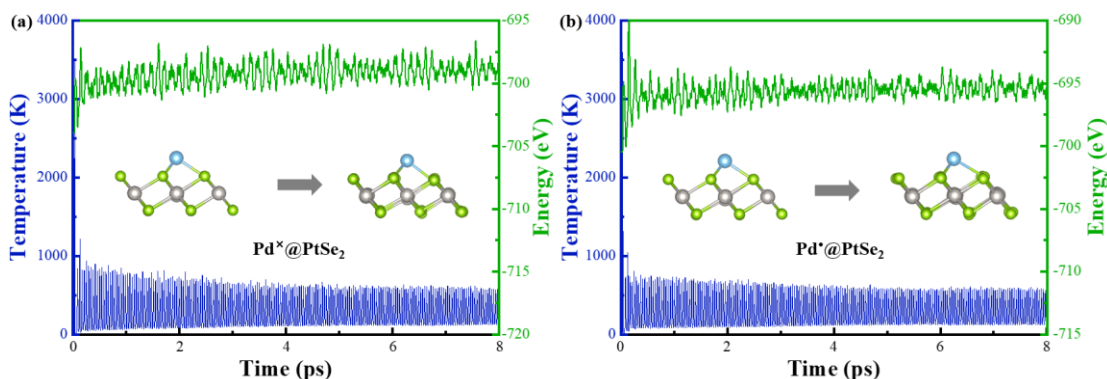 (a)
4000
3000
2000
1000
0
Temperature (K)
-695
-700
-705
-710
-715
-720
Energy (eV)
Pd×@PtSe₂
0 2 4 6 8
Time (ps)
(b)
4000
3000
2000
1000
0
Temperature (K)
-690
-695
-700
-705
-710
-715
Energy (eV)
Pd•@PtSe₂
0 2 4 6 8
Time (ps)